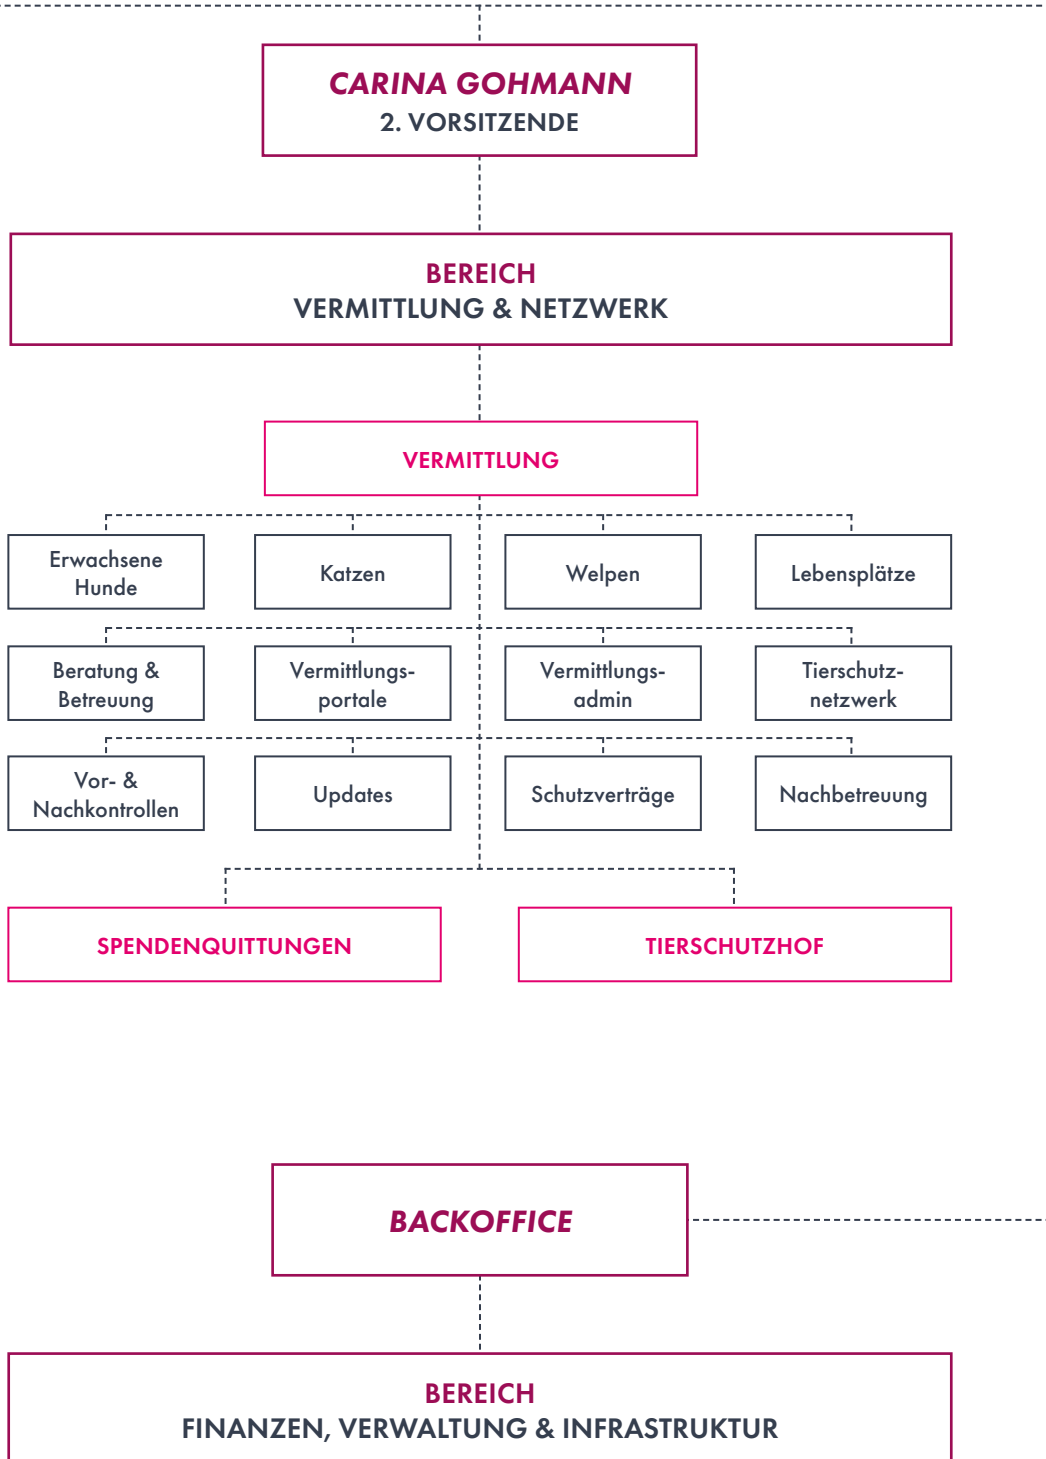 CARINA GOHMANN
2. VORSITZENDE
BEREICH
VERMITTLUNG & NETZWERK
VERMITTLUNG
Erwachsene
Hunde
Katzen
Welpen
Lebensplätze
Beratung &
Betreuung
Vermittlungs-
portale
Vermittlungs-
admin
Tierschutz-
netzwerk
Vor- &
Nachkontrollen
Updates
Schutzverträge
Nachbetreuung
SPENDENQUITTUNGEN
TIERSCHUTZHOF
BACKOFFICE
BEREICH
FINANZEN, VERWALTUNG & INFRASTRUKTUR